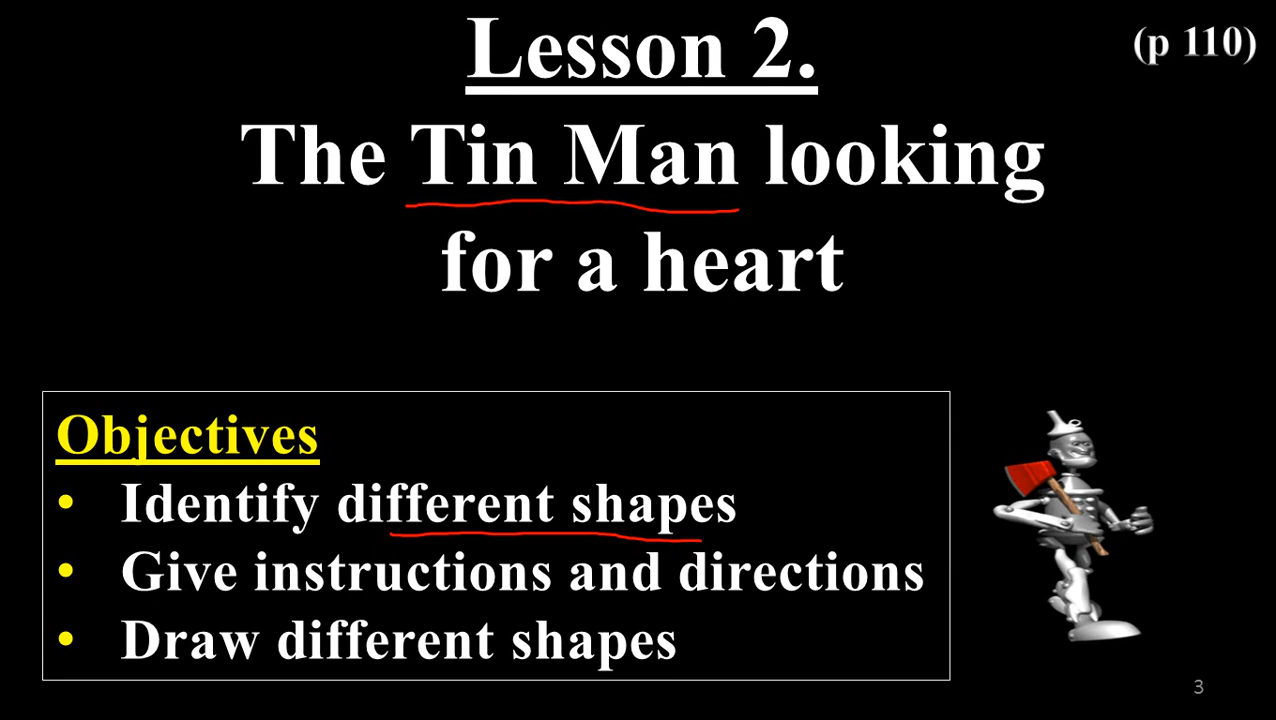 Lesson 2.
(p 110)
The Tin Man looking
for a heart
Objectives
• Identify different shapes
• Give instructions and directions
• Draw different shapes
3